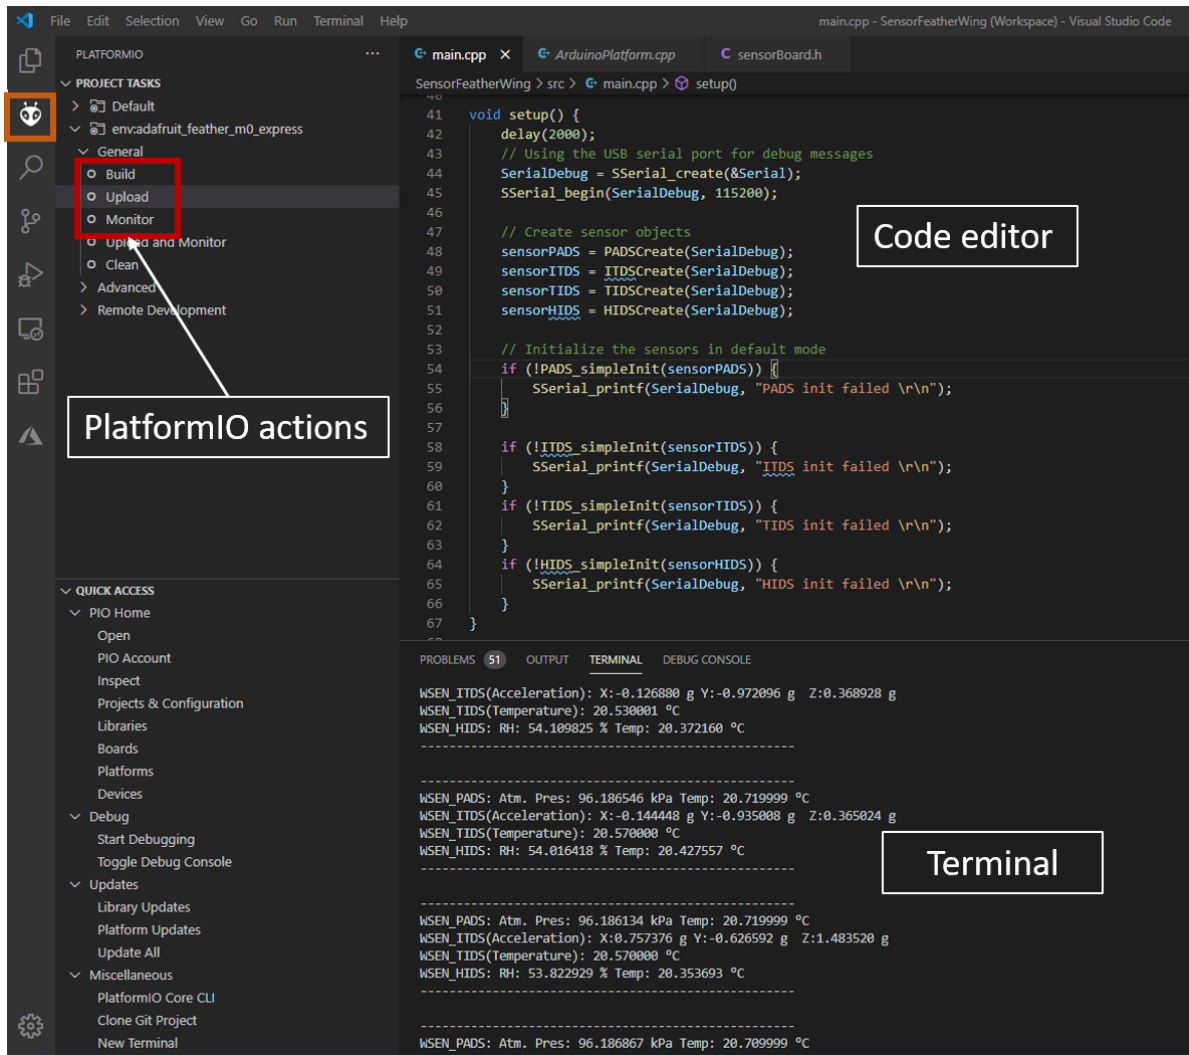 File Edit Selection View Go Run Terminal Help
main.cpp - SensorFeatherWing (Workspace) - Visual Studio Code
PLATFORMIO ...
PROJECT TASKS
Default
env:adafruit_feather_m0_express
General
Build
Upload
Monitor
Upload and Monitor
Clean
Advanced
Remote Development
PlatformIO actions
QUICK ACCESS
PIO Home
Open
PIO Account
Inspect
Projects & Configuration
Libraries
Boards
Platforms
Devices
Debug
Start Debugging
Toggle Debug Console
Updates
Library Updates
Platform Updates
Update All
Miscellaneous
PlatformIO Core CLI
Clone Git Project
New Terminal
main.cpp × ArduinoPlatform.cpp C sensorBoard.h
SensorFeatherWing > src > main.cpp > setup()
40
41 void setup() {
42 delay(2000);
43 // Using the USB serial port for debug messages
44 SerialDebug = SSerial_create(&Serial);
45 SSerial_begin(SerialDebug, 115200);
46
47 // Create sensor objects
48 sensorPADS = PADSCreate(SerialDebug);
49 sensorITDS = ITDSCreate(SerialDebug);
50 sensorTIDS = TIDSCreate(SerialDebug);
51 sensorHIDS = HIDSCreate(SerialDebug);
52
53 // Initialize the sensors in default mode
54 if (!PADS_simpleInit(sensorPADS)) {
55 SSerial_printf(SerialDebug, "PADS init failed \r\n");
56 }
57
58 if (!ITDS_simpleInit(sensorITDS)) {
59 SSerial_printf(SerialDebug, "ITDS init failed \r\n");
60 }
61 if (!TIDS_simpleInit(sensorTIDS)) {
62 SSerial_printf(SerialDebug, "TIDS init failed \r\n");
63 }
64 if (!HIDS_simpleInit(sensorHIDS)) {
65 SSerial_printf(SerialDebug, "HIDS init failed \r\n");
66 }
67 }
Code editor
PROBLEMS 51 OUTPUT TERMINAL DEBUG CONSOLE
WSEN_ITDS(Acceleration): X:-0.126880 g Y:-0.972096 g Z:0.368928 g
WSEN_TIDS(Temperature): 20.530001 ºC
WSEN_HIDS: RH: 54.109825 % Temp: 20.372160 ºC
----------------------------------------------------
----------------------------------------------------
WSEN_PADS: Atm. Pres: 96.186546 kPa Temp: 20.719999 ºC
WSEN_ITDS(Acceleration): X:-0.144448 g Y:-0.935008 g Z:0.365024 g
WSEN_TIDS(Temperature): 20.570000 ºC
WSEN_HIDS: RH: 54.016418 % Temp: 20.427557 ºC
----------------------------------------------------
----------------------------------------------------
WSEN_PADS: Atm. Pres: 96.186134 kPa Temp: 20.719999 ºC
WSEN_ITDS(Acceleration): X:0.757376 g Y:-0.626592 g Z:1.483520 g
WSEN_TIDS(Temperature): 20.570000 ºC
WSEN_HIDS: RH: 53.822929 % Temp: 20.353693 ºC
----------------------------------------------------
----------------------------------------------------
WSEN_PADS: Atm. Pres: 96.186867 kPa Temp: 20.709999 ºC
Terminal